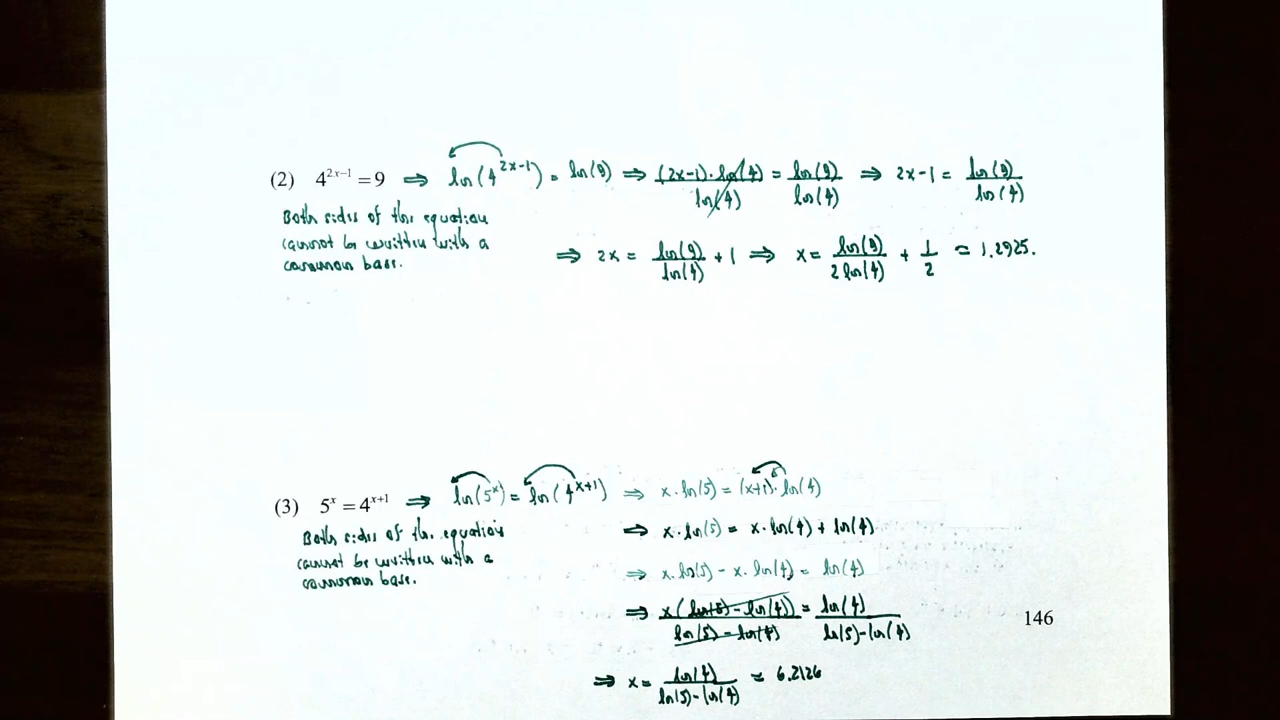 (2) 4^{2x-1} = 9 ⇒ ln(4^{2x-1}) = ln(9) ⇒ (2x-1)·ln(4)/ln(4) = ln(9)/ln(4) ⇒ 2x-1 = ln(9)/ln(4)
Both sides of the equation
cannot be written with a
common base.
⇒ 2x = ln(9)/ln(4) + 1 ⇒ x = ln(9)/2ln(4) + 1/2 ≈ 1.2925.
(3) 5^x = 4^{x+1} ⇒ ln(5^x) = ln(4^{x+1}) ⇒ x·ln(5) = (x+1)·ln(4)
Both sides of the equation
cannot be written with a
common base.
⇒ x·ln(5) = x·ln(4) + ln(4)
⇒ x·ln(5) - x·ln(4) = ln(4)
⇒ x(ln(5) - ln(4))/ln(5) - ln(4) = ln(4)/ln(5)-ln(4)
146
⇒ x = ln(4)/ln(5)-ln(4) ≈ 6.2126